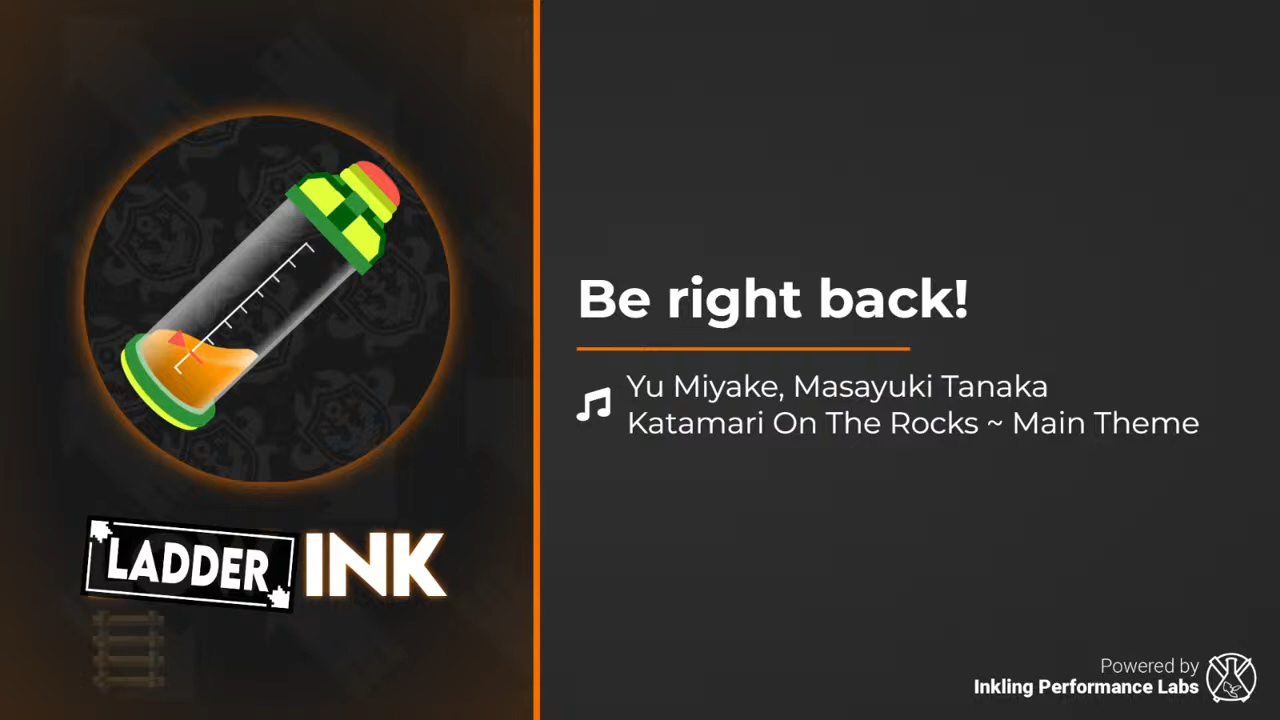 LADDER INK
Be right back!
Yu Miyake, Masayuki Tanaka
Katamari On The Rocks ~ Main Theme
Powered by
Inkling Performance Labs